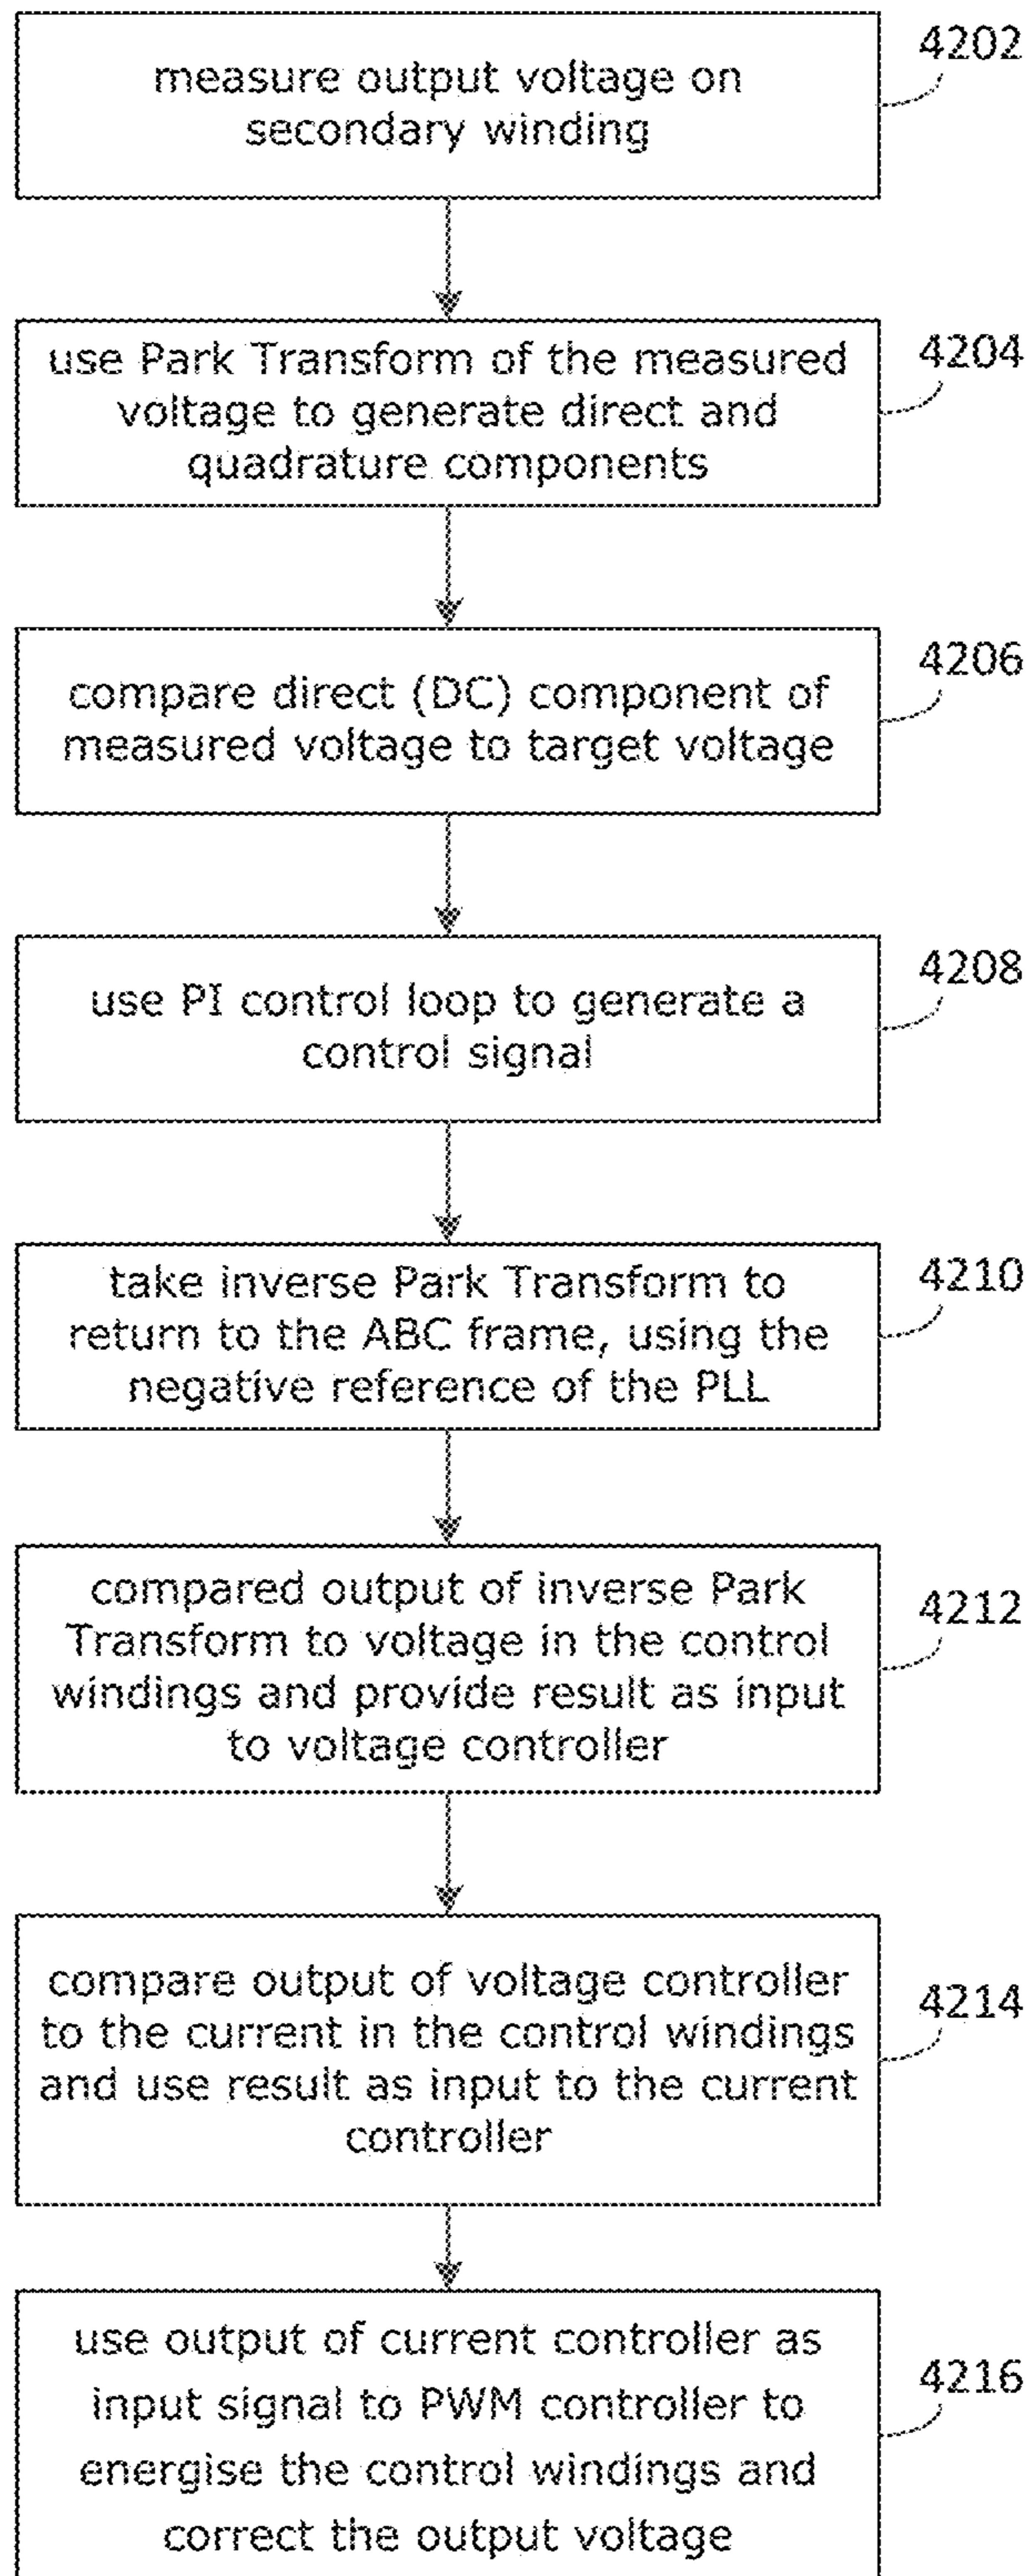 4202
measure output voltage on
secondary winding
4204
use Park Transform of the measured
voltage to generate direct and
quadrature components
4206
compare direct (DC) component of
measured voltage to target voltage
4208
use PI control loop to generate a
control signal
4210
take inverse Park Transform to
return to the ABC frame, using the
negative reference of the PLL
4212
compared output of inverse Park
Transform to voltage in the control
windings and provide result as input
to voltage controller
4214
compare output of voltage controller
to the current in the control windings
and use result as input to the current
controller
4216
use output of current controller as
input signal to PWM controller to
energise the control windings and
correct the output voltage